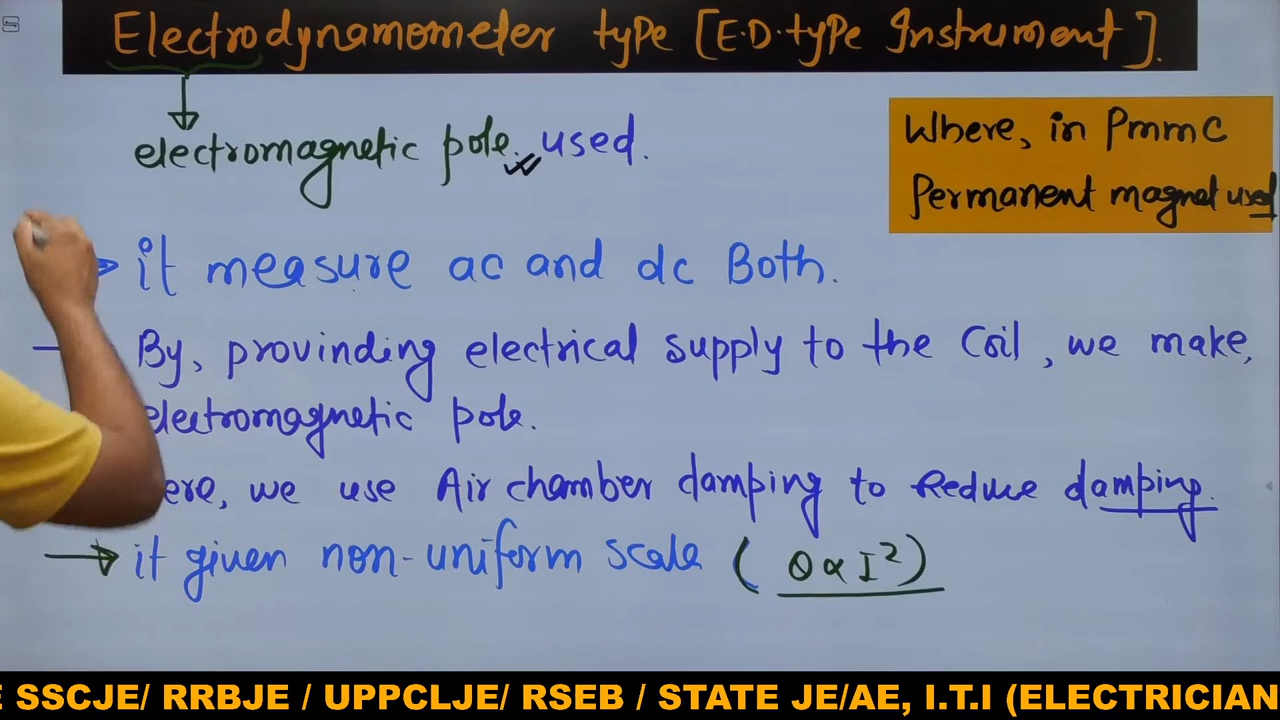 Electrodynamometer type [E.D.type Instrument].
electromagnetic pole. used.
Where, in PmmC
Permanent magnet used
it measure ac and dc Both.
By, provinding electrical supply to the Coil, we make,
electromagnetic pole.
ere, we use Air chamber damping to Reduce damping.
it given non-uniform scale (θ∝I²)
E SSCJE/ RRBJE / UPPCLJE/ RSEB / STATE JE/AE, I.T.I (ELECTRICIAN